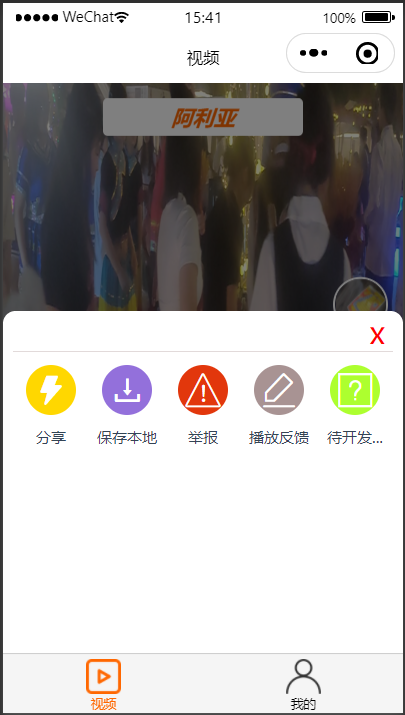 WeChat 15:41 100%
视频
阿利亚
X
分享 保存本地 举报 播放反馈 待开发...
视频 我的